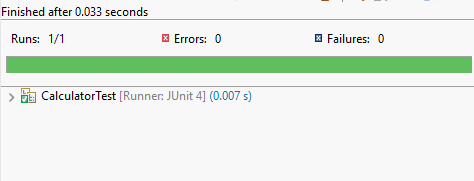 Finished after 0.033 seconds
Runs: 1/1 Errors: 0 Failures: 0
CalculatorTest [Runner: JUnit 4] (0.007 s)